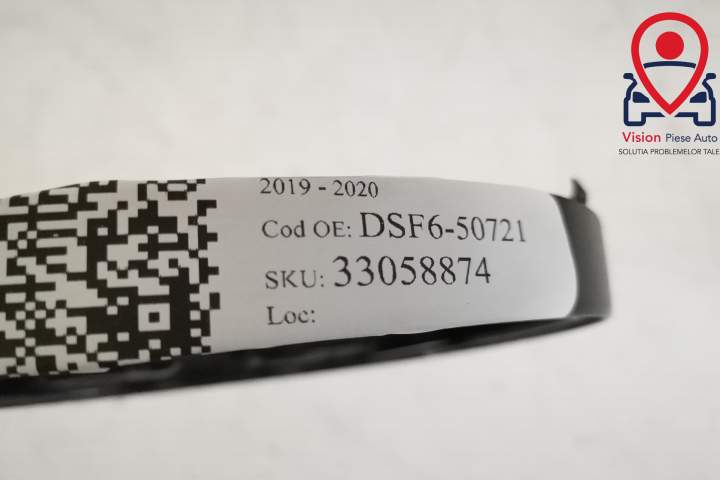 Vision Piese Auto
SOLUTIA PROBLEMELOR TALE
2019 - 2020
Cod OE: DSF6-50721
SKU: 33058874
Loc: